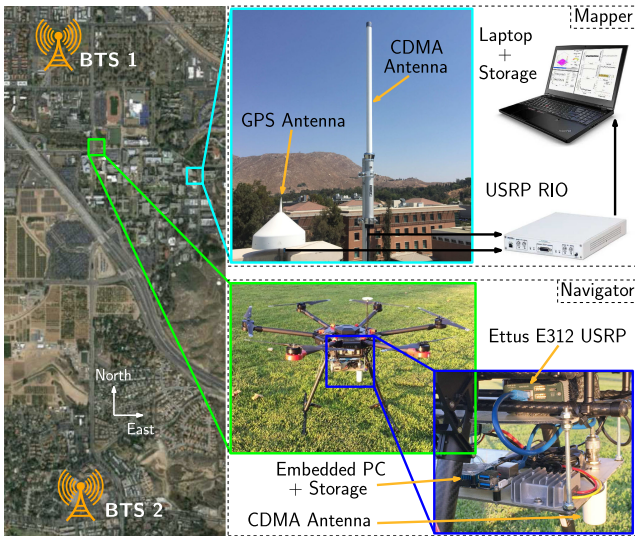 BTS 1
Mapper
CDMA
Antenna
GPS Antenna
Laptop
+
Storage
USRP RIO
Navigator
North
East
BTS 2
Ettus E312 USRP
Embedded PC
+ Storage
CDMA Antenna